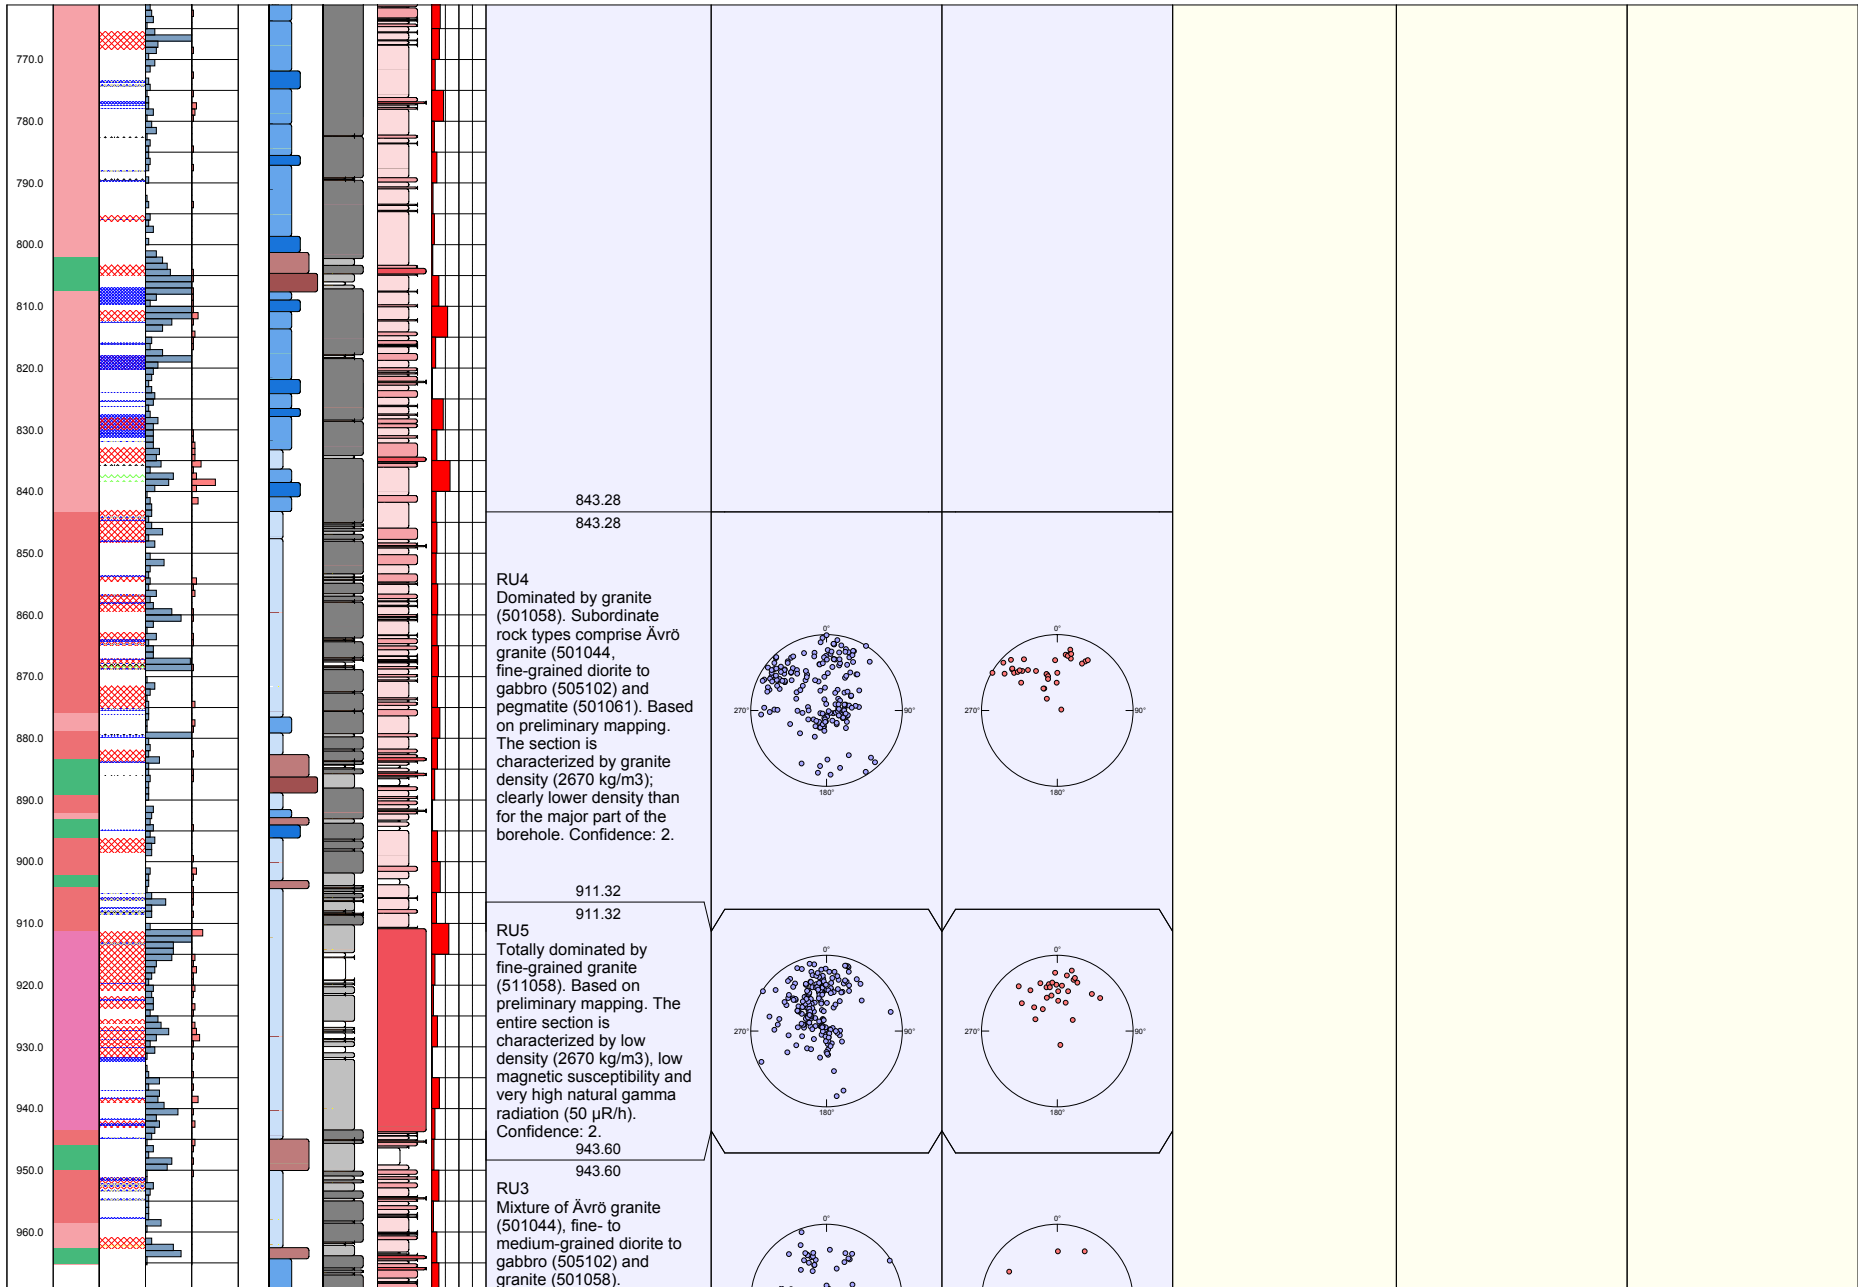 770.0
780.0
790.0
800.0
810.0
820.0
830.0
840.0
850.0
860.0
870.0
880.0
890.0
900.0
910.0
920.0
930.0
940.0
950.0
960.0
843.28
843.28
RU4
Dominated by granite
(501058). Subordinate
rock types comprise Ävrö
granite (501044,
fine-grained diorite to
gabbro (505102) and
pegmatite (501061). Based
on preliminary mapping.
The section is
characterized by granite
density (2670 kg/m3);
clearly lower density than
for the major part of the
borehole. Confidence: 2.
911.32
911.32
RU5
Totally dominated by
fine-grained granite
(511058). Based on
preliminary mapping. The
entire section is
characterized by low
density (2670 kg/m3), low
magnetic susceptibility and
very high natural gamma
radiation (50 µR/h).
Confidence: 2.
943.60
943.60
RU3
Mixture of Ävrö granite
(501044), fine- to
medium-grained diorite to
gabbro (505102) and
granite (501058).
0°
270°
90°
180°
0°
270°
90°
180°
0°
270°
90°
180°
0°
270°
90°
180°
0°
0°